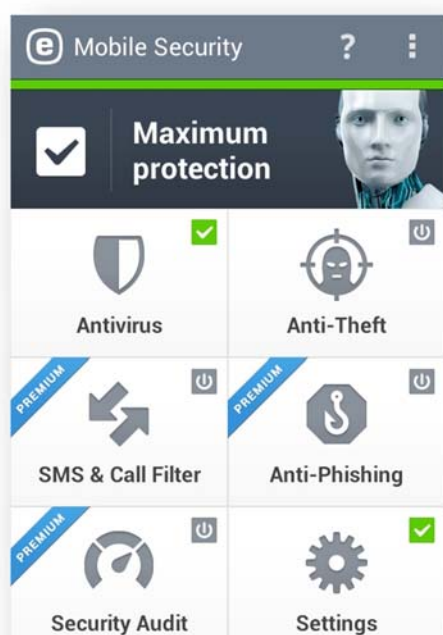 e Mobile Security ?
Maximum
protection
Antivirus
Anti-Theft
PREMIUM
SMS & Call Filter
PREMIUM
Anti-Phishing
PREMIUM
Security Audit
Settings